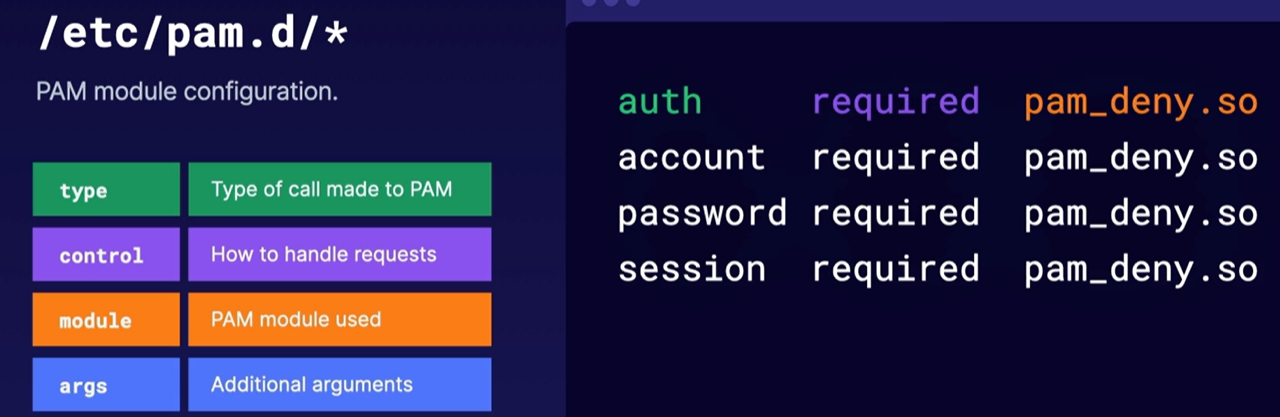 /etc/pam.d/*
PAM module configuration.
type Type of call made to PAM
control How to handle requests
module PAM module used
args Additional arguments
auth required pam_deny.so
account required pam_deny.so
password required pam_deny.so
session required pam_deny.so